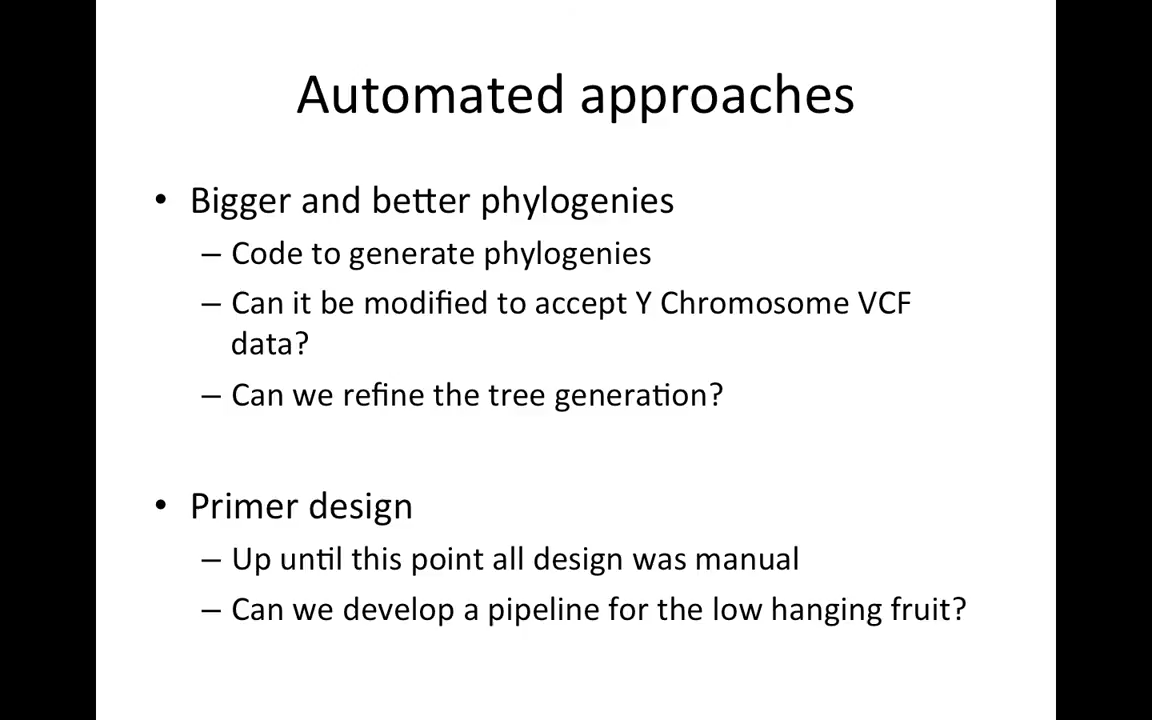 Automated approaches
• Bigger and better phylogenies
– Code to generate phylogenies
– Can it be modified to accept Y Chromosome VCF
data?
– Can we refine the tree generation?
• Primer design
– Up until this point all design was manual
– Can we develop a pipeline for the low hanging fruit?